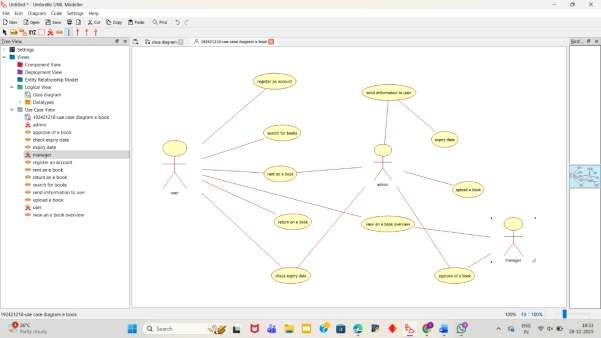 Untitled * - Umbrello UML Modeller
File Edit Diagram Code Settings Help
New Open Save Cut Copy Paste Find
XYZ
Tree View
class diagram
192421218-use case diagram e book
Settings
Views
Component View
Deployment View
Entity Relationship Model
Logical View
class diagram
Datatypes
Use Case View
192421218-use case diagram e book
admin
approve of e book
check expiry date
expiry date
manager
register an account
rent an e book
return an e book
search for books
send information to user
upload e book
user
view an e book overview
register an account
send information to user
search for books
expiry date
rent an e book
user
admin
upload e book
return an e book
view an e book overview
manager
check expiry date
approve of e book
192421218-use case diagram e book
100% Fit 100%
26°C
Partly cloudy
Search
ENG
IN
18:33